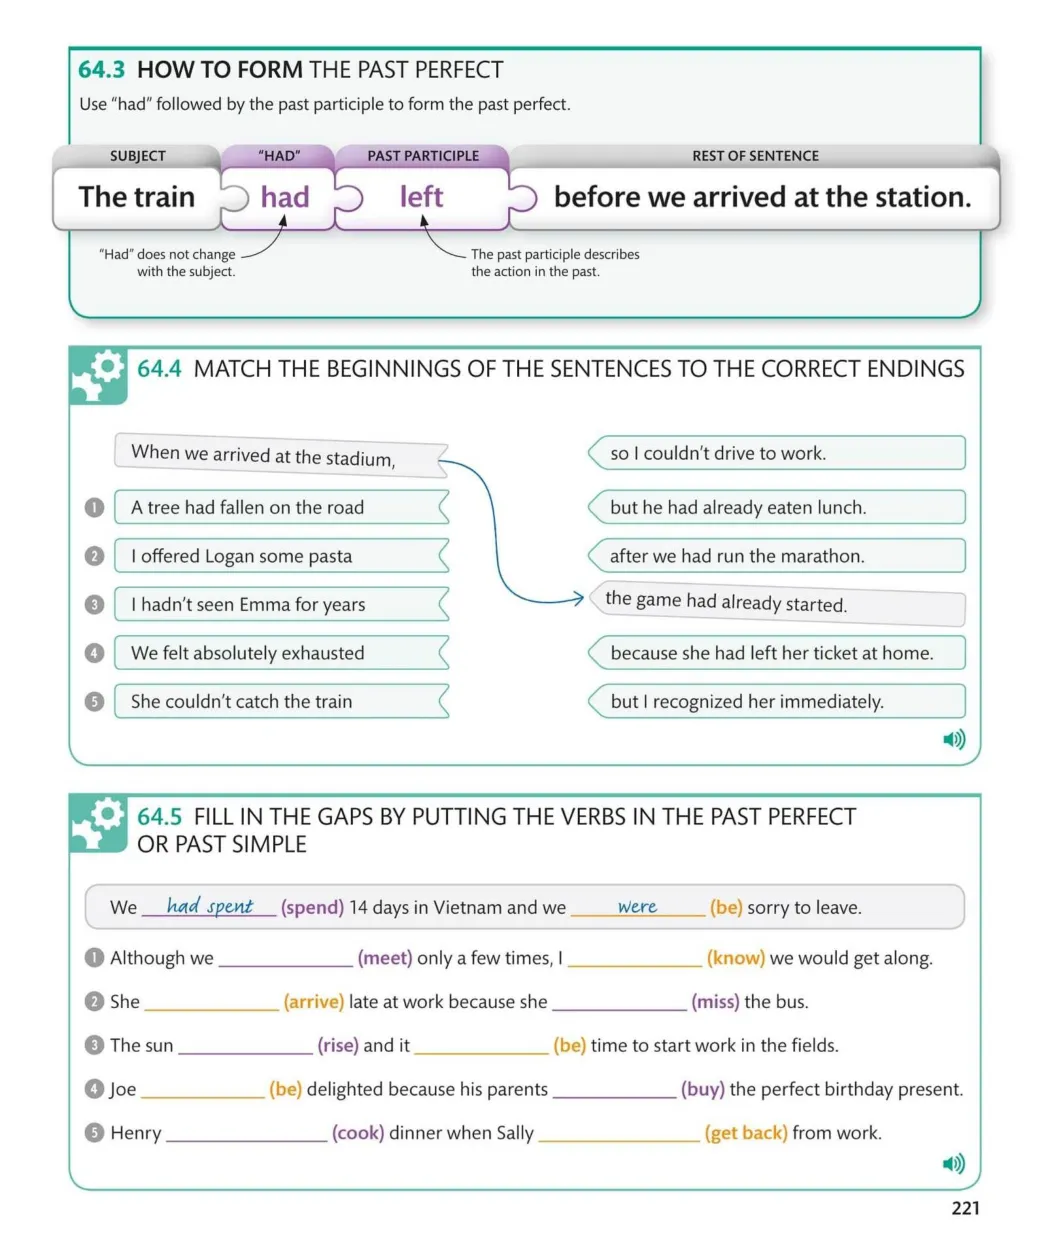 64.3 HOW TO FORM THE PAST PERFECT
Use “had” followed by the past participle to form the past perfect.
SUBJECT “HAD” PAST PARTICIPLE REST OF SENTENCE
The train had left before we arrived at the station.
“Had” does not change
with the subject.
The past participle describes
the action in the past.
64.4 MATCH THE BEGINNINGS OF THE SENTENCES TO THE CORRECT ENDINGS
When we arrived at the stadium,
so I couldn’t drive to work.
1 A tree had fallen on the road
but he had already eaten lunch.
2 I offered Logan some pasta
after we had run the marathon.
3 I hadn’t seen Emma for years
the game had already started.
4 We felt absolutely exhausted
because she had left her ticket at home.
5 She couldn’t catch the train
but I recognized her immediately.
64.5 FILL IN THE GAPS BY PUTTING THE VERBS IN THE PAST PERFECT
OR PAST SIMPLE
We had spent (spend) 14 days in Vietnam and we were (be) sorry to leave.
1 Although we ____________ (meet) only a few times, I ____________ (know) we would get along.
2 She ____________ (arrive) late at work because she ____________ (miss) the bus.
3 The sun ____________ (rise) and it ____________ (be) time to start work in the fields.
4 Joe ____________ (be) delighted because his parents ____________ (buy) the perfect birthday present.
5 Henry ____________ (cook) dinner when Sally ____________ (get back) from work.
221